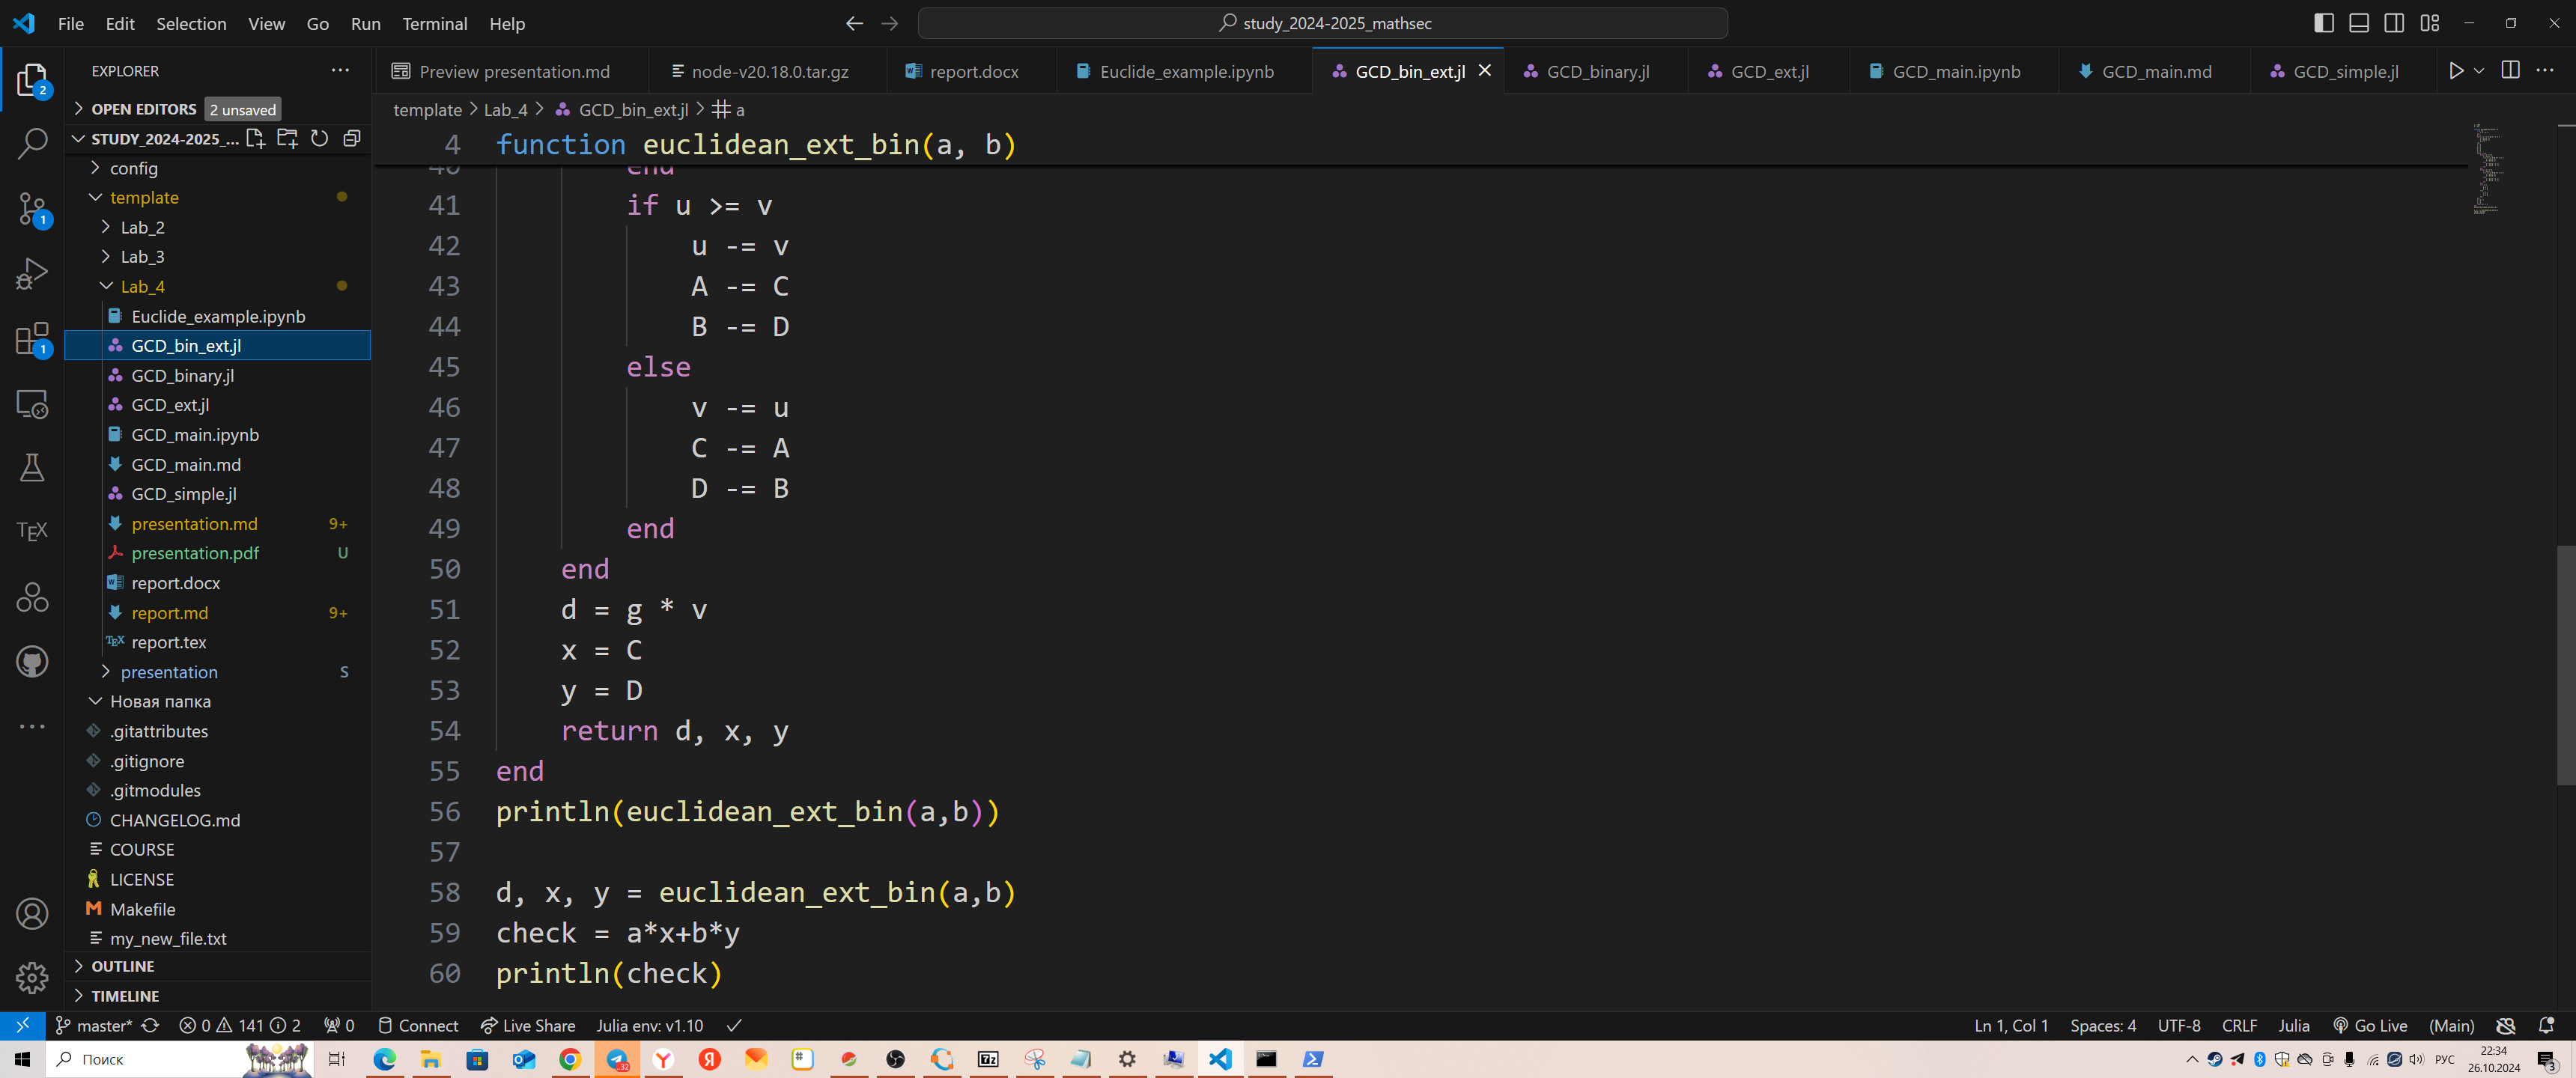 File Edit Selection View Go Run Terminal Help
study_2024-2025_mathsec
EXPLORER
OPEN EDITORS 2 unsaved
STUDY_2024-2025_...
config
template
Lab_2
Lab_3
Lab_4
Euclide_example.ipynb
GCD_bin_ext.jl
GCD_binary.jl
GCD_ext.jl
GCD_main.ipynb
GCD_main.md
GCD_simple.jl
presentation.md 9+
presentation.pdf U
report.docx
report.md 9+
report.tex
presentation S
Новая папка
.gitattributes
.gitignore
.gitmodules
CHANGELOG.md
COURSE
LICENSE
Makefile
my_new_file.txt
OUTLINE
TIMELINE
Preview presentation.md node-v20.18.0.tar.gz report.docx Euclide_example.ipynb GCD_bin_ext.jl GCD_binary.jl GCD_ext.jl GCD_main.ipynb GCD_main.md GCD_simple.jl
template > Lab_4 > GCD_bin_ext.jl > a
4 function euclidean_ext_bin(a, b)
40 end
41 if u >= v
42 u -= v
43 A -= C
44 B -= D
45 else
46 v -= u
47 C -= A
48 D -= B
49 end
50 end
51 d = g * v
52 x = C
53 y = D
54 return d, x, y
55 end
56 println(euclidean_ext_bin(a,b))
57
58 d, x, y = euclidean_ext_bin(a,b)
59 check = a*x+b*y
60 println(check)
master* 0 141 2 0 Connect Live Share Julia env: v1.10 Ln 1, Col 1 Spaces: 4 UTF-8 CRLF Julia Go Live (Main)
Поиск
РУС
22:34
26.10.2024